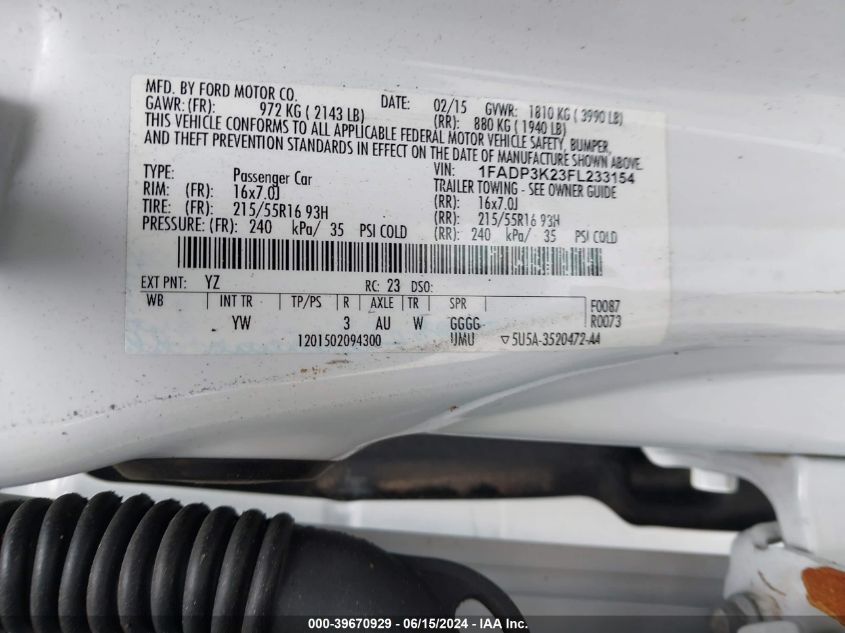 MFD. BY FORD MOTOR CO.
DATE: 02/15 GVWR: 1810 KG ( 3990 LB)
GAWR: (FR): 972 KG ( 2143 LB) (RR): 880 KG ( 1940 LB)
THIS VEHICLE CONFORMS TO ALL APPLICABLE FEDERAL MOTOR VEHICLE SAFETY, BUMPER,
AND THEFT PREVENTION STANDARDS IN EFFECT ON THE DATE OF MANUFACTURE SHOWN ABOVE.
VIN: 1FADP3K23FL233154
TYPE: Passenger Car TRAILER TOWING - SEE OWNER GUIDE
RIM: (FR): 16x7.0J (RR): 16x7.0J
TIRE: (FR): 215/55R16 93H (RR): 215/55R16 93H
PRESSURE: (FR): 240 kPa/ 35 PSI COLD (RR): 240 kPa/ 35 PSI COLD
EXT PNT: YZ RC: 23 DSO:
WB INT TR TP/PS R AXLE TR SPR F0087
YW 3 AU W GGGG R0073
1201502094300 UMU ▽5U5A-3520472-AA
000-39670929 - 06/15/2024 - IAA Inc.